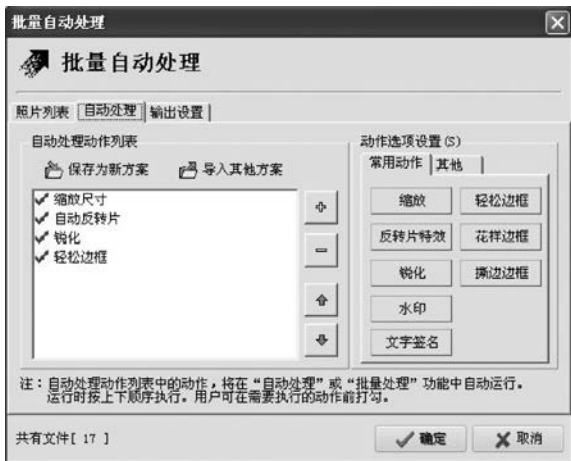 批量自动处理
批量自动处理
照片列表 自动处理 输出设置
自动处理动作列表
保存为新方案 导入其他方案
缩放尺寸
自动反转片
锐化
轻松边框
动作选项设置(S)
常用动作 其他
缩放 轻松边框
反转片特效 花样边框
锐化 撕边边框
水印
文字签名
注：自动处理动作列表中的动作，将在“自动处理”或“批量处理”功能中自动运行。
运行时按上下顺序执行。用户可在需要执行的动作前打勾。
共有文件[ 17 ] 确定 取消